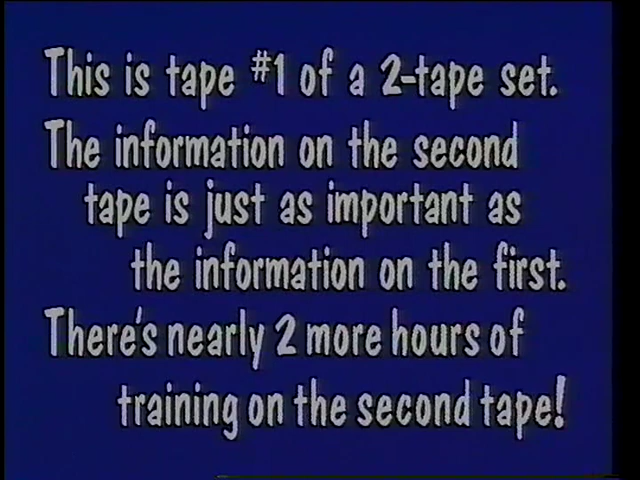 This is tape #1 of a 2-tape set.
The information on the second
tape is just as important as
the information on the first.
There's nearly 2 more hours of
training on the second tape!